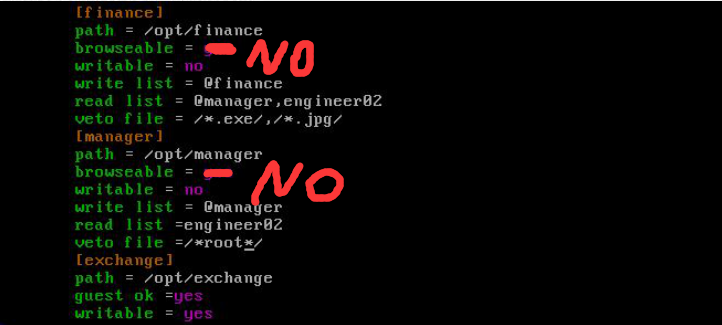 [finance]
path = /opt/finance
browseable = NO
writable = no
write list = @finance
read list = @manager,engineer02
veto file = /*.exe/,/*.jpg/
[manager]
path = /opt/manager
browseable = NO
writable = no
write list = @manager
read list =engineer02
veto file =/*root*/
[exchange]
path = /opt/exchange
guest ok =yes
writable = yes